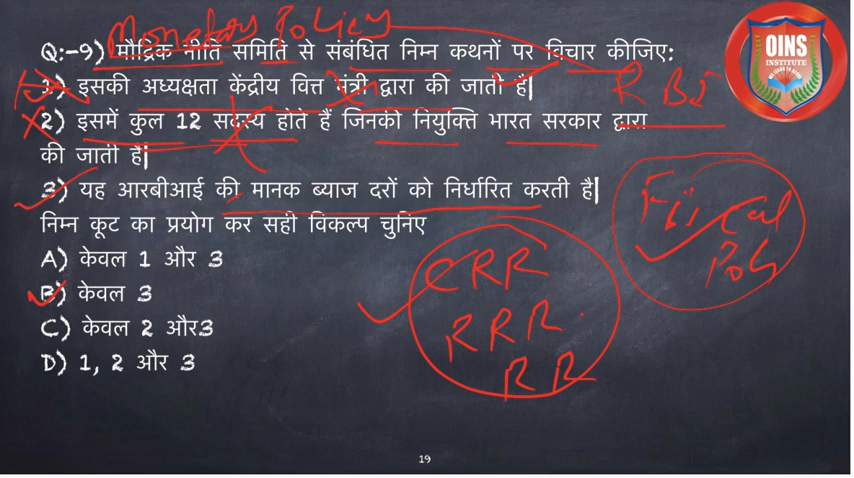 Monetary Policy
Q:-9) मौद्रिक नीति समिति से संबंधित निम्न कथनों पर विचार कीजिए:
1) इसकी अध्यक्षता केंद्रीय वित्त मंत्री द्वारा की जाती है|
RBI
2) इसमें कुल 12 सदस्य होते हैं जिनकी नियुक्ति भारत सरकार द्वारा
की जाती है|
3) यह आरबीआई की मानक ब्याज दरों को निर्धारित करती है|
निम्न कूट का प्रयोग कर सही विकल्प चुनिए
A) केवल 1 और 3
B) केवल 3
C) केवल 2 और3
D) 1, 2 और 3
CRR
RRR
RR
OINS
INSTITUTE
19